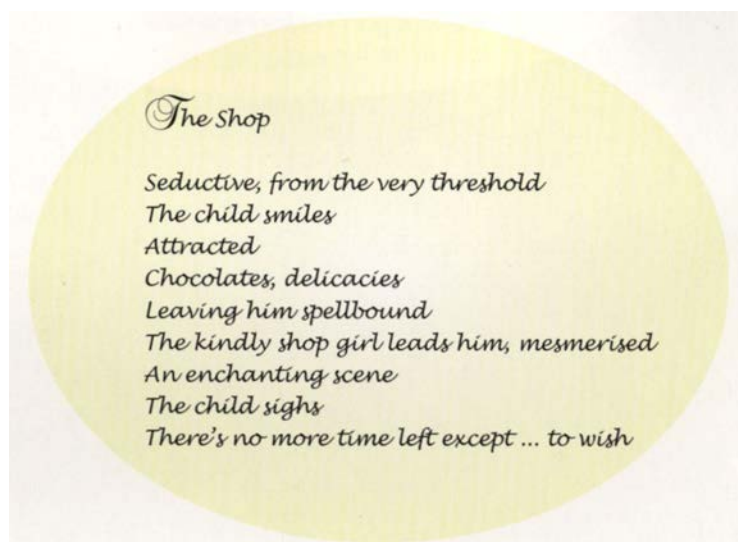 The Shop
Seductive, from the very threshold
The child smiles
Attracted
Chocolates, delicacies
Leaving him spellbound
The kindly shop girl leads him, mesmerised
An enchanting scene
The child sighs
There's no more time left except ... to wish